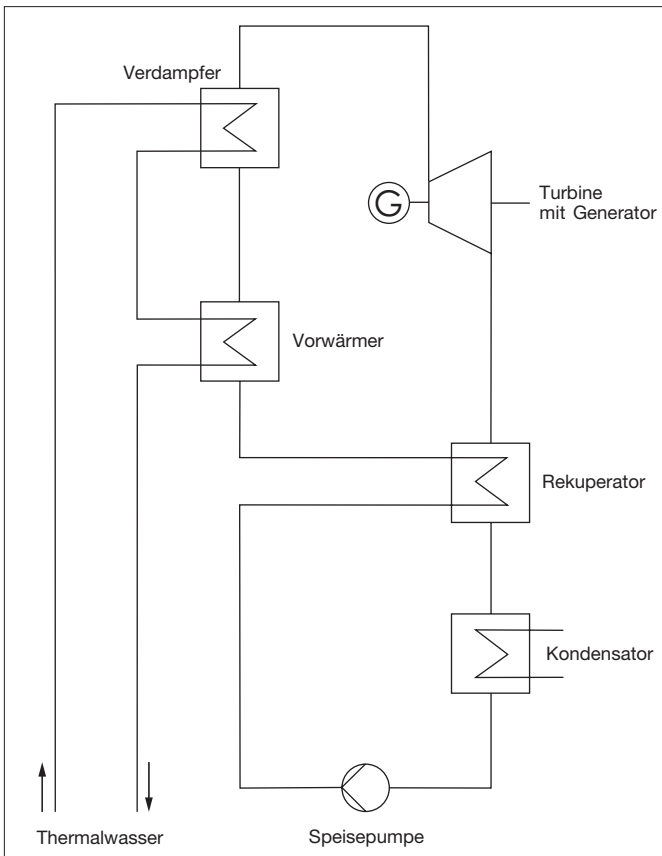 Verdampfer
G
Turbine
mit Generator
Vorwärmer
Rekuperator
Kondensator
Thermalwasser
Speisepumpe